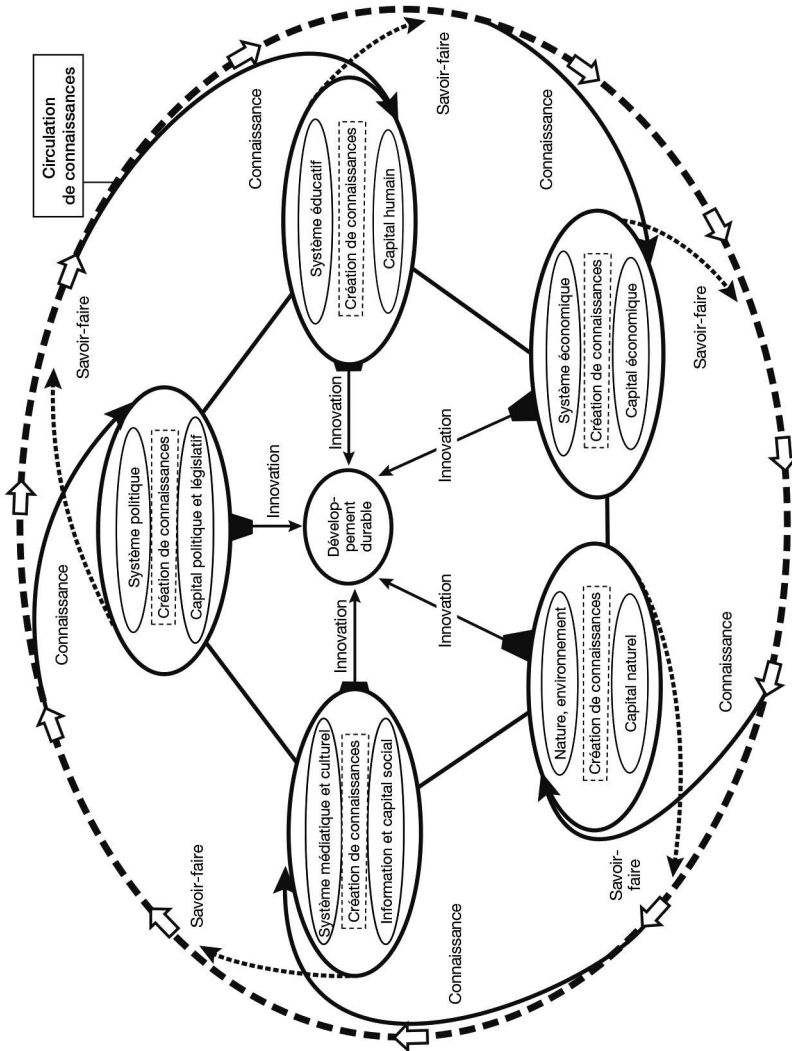 Circulation
de connaissances
Connaissance
Savoir-faire
Système éducatif
Création de connaissances
Capital humain
Innovation
Connaissance
Savoir-faire
Système économique
Création de connaissances
Capital économique
Innovation
Connaissance
Savoir-
faire
Nature, environnement
Création de connaissances
Capital naturel
Innovation
Connaissance
Savoir-faire
Système médiatique et culturel
Création de connaissances
Information et capital social
Innovation
Connaissance
Savoir-faire
Système politique
Création de connaissances
Capital politique et législatif
Innovation
Dévelop-
pement
durable